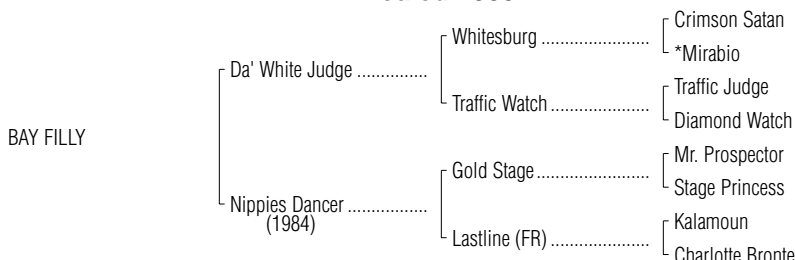 Crimson Satan
Whitesburg ......................
*Mirabio
Da' White Judge ..............
Traffic Judge
Traffic Watch ....................
Diamond Watch
BAY FILLY
Mr. Prospector
Gold Stage .......................
Stage Princess
Nippies Dancer ................
(1984)
Kalamoun
Lastline (FR) ....................
Charlotte Bronte